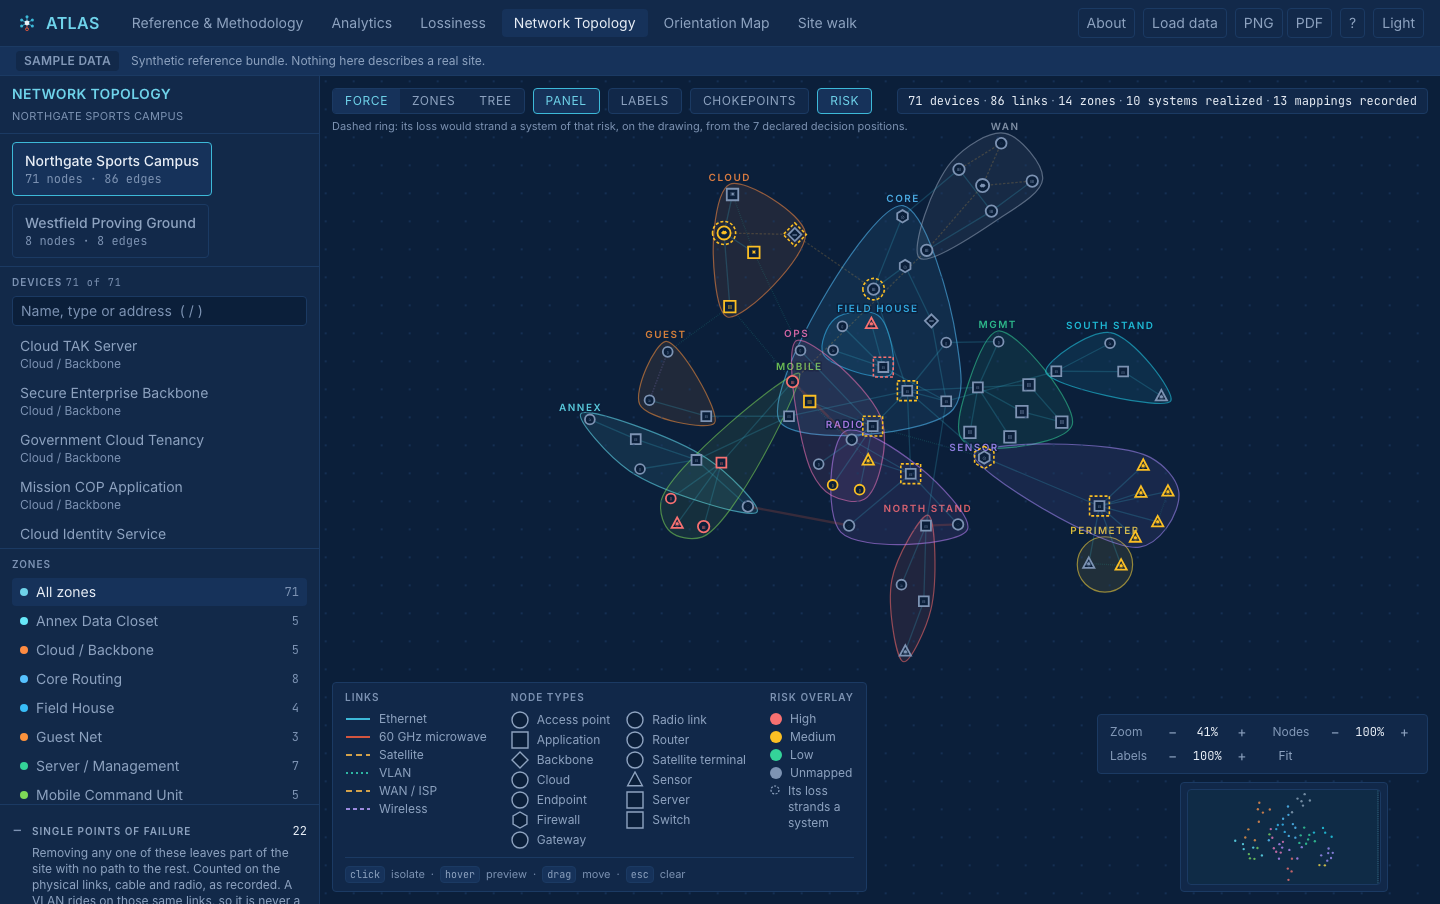 ATLAS
Reference & Methodology
Analytics
Lossiness
Network Topology
Orientation Map
Site walk
About
Load data
PNG
PDF
?
Light
SAMPLE DATA
Synthetic reference bundle. Nothing here describes a real site.
NETWORK TOPOLOGY
NORTHGATE SPORTS CAMPUS
Northgate Sports Campus
71 nodes · 86 edges
Westfield Proving Ground
8 nodes · 8 edges
DEVICES 71 of 71
Name, type or address ( / )
Cloud TAK Server
Cloud / Backbone
Secure Enterprise Backbone
Cloud / Backbone
Government Cloud Tenancy
Cloud / Backbone
Mission COP Application
Cloud / Backbone
Cloud Identity Service
ZONES
All zones 71
Annex Data Closet 5
Cloud / Backbone 5
Core Routing 8
Field House 4
Guest Net 3
Server / Management 7
Mobile Command Unit 5
− SINGLE POINTS OF FAILURE 22
Removing any one of these leaves part of the
site with no path to the rest. Counted on the
physical links, cable and radio, as recorded. A
VLAN rides on those same links, so it is never a
FORCE
ZONES
TREE
PANEL
LABELS
CHOKEPOINTS
RISK
71 devices · 86 links · 14 zones · 10 systems realized · 13 mappings recorded
Dashed ring: its loss would strand a system of that risk, on the drawing, from the 7 declared decision positions.
WAN
CLOUD
CORE
FIELD HOUSE
GUEST
OPS
MGMT
SOUTH STAND
MOBILE
ANNEX
RADIO
SENSOR
NORTH STAND
PERIMETER
LINKS
Ethernet
60 GHz microwave
Satellite
VLAN
WAN / ISP
Wireless
NODE TYPES
Access point
Application
Backbone
Cloud
Endpoint
Firewall
Gateway
Radio link
Router
Satellite terminal
Sensor
Server
Switch
RISK OVERLAY
High
Medium
Low
Unmapped
Its loss
strands a
system
click isolate · hover preview · drag move · esc clear
Zoom − 41% + Nodes − 100% +
Labels − 100% + Fit